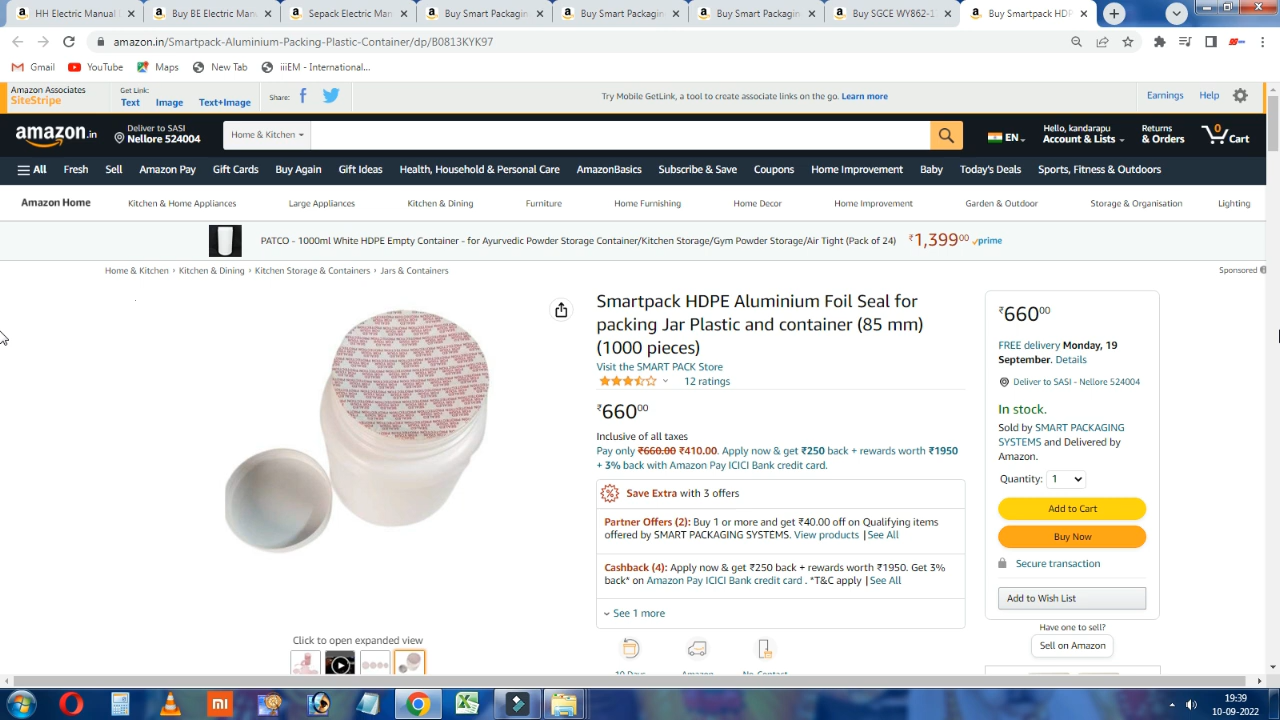 HH Electric Manual
Buy BE Electric Manu
Sepack Electric Man
Buy Smart Packaging
Buy Smart Packagin
Buy Smart Packagin
Buy SGCE WY862-1
Buy Smartpack HDP
amazon.in/Smartpack-Aluminium-Packing-Plastic-Container/dp/B0813KYK97
Gmail
YouTube
Maps
New Tab
iiiEM - International...
Amazon Associates
SiteStripe
Get Link:
Text
Image
Text+Image
Share:
Try Mobile GetLink, a tool to create associate links on the go. Learn more
Earnings
Help
amazon.in
Deliver to SASI
Nellore 524004
Home & Kitchen
EN
Hello, kandarapu
Account & Lists
Returns
& Orders
0
Cart
All
Fresh
Sell
Amazon Pay
Gift Cards
Buy Again
Gift Ideas
Health, Household & Personal Care
AmazonBasics
Subscribe & Save
Coupons
Home Improvement
Baby
Today's Deals
Sports, Fitness & Outdoors
Amazon Home
Kitchen & Home Appliances
Large Appliances
Kitchen & Dining
Furniture
Home Furnishing
Home Decor
Home Improvement
Garden & Outdoor
Storage & Organisation
Lighting
PATCO - 1000ml White HDPE Empty Container - for Ayurvedic Powder Storage Container/Kitchen Storage/Gym Powder Storage/Air Tight (Pack of 24)
₹1,399⁰⁰ prime
Home & Kitchen › Kitchen & Dining › Kitchen Storage & Containers › Jars & Containers
Sponsored
Smartpack HDPE Aluminium Foil Seal for
packing Jar Plastic and container (85 mm)
(1000 pieces)
Visit the SMART PACK Store
12 ratings
₹660⁰⁰
Inclusive of all taxes
Pay only ₹660.00 ₹410.00. Apply now & get ₹250 back + rewards worth ₹1950
+ 3% back with Amazon Pay ICICI Bank credit card.
Save Extra with 3 offers
Partner Offers (2): Buy 1 or more and get ₹40.00 off on Qualifying items
offered by SMART PACKAGING SYSTEMS. View products | See All
Cashback (4): Apply now & get ₹250 back + rewards worth ₹1950. Get 3%
back* on Amazon Pay ICICI Bank credit card . *T&C apply | See All
See 1 more
10 Days
Amazon
No-Contact
Click to open expanded view
₹660⁰⁰
FREE delivery Monday, 19
September. Details
Deliver to SASI - Nellore 524004
In stock.
Sold by SMART PACKAGING
SYSTEMS and Delivered by
Amazon.
Quantity: 1
Add to Cart
Buy Now
Secure transaction
Add to Wish List
Have one to sell?
Sell on Amazon
19:39
10-09-2022